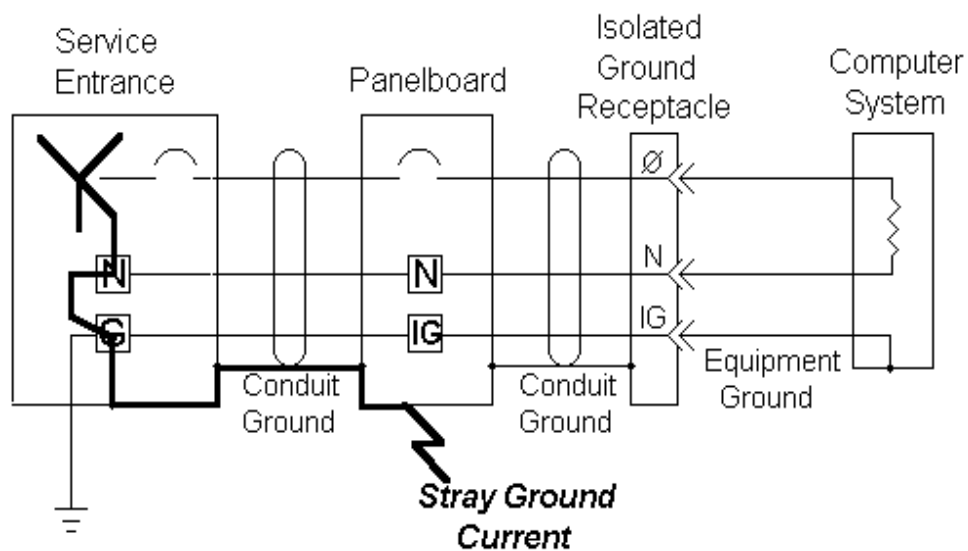 Service
Entrance
Panelboard
Isolated
Ground
Receptacle
Computer
System
Ø
N
N
N
G
IG
IG
Conduit
Ground
Conduit
Ground
Equipment
Ground
Stray Ground
Current